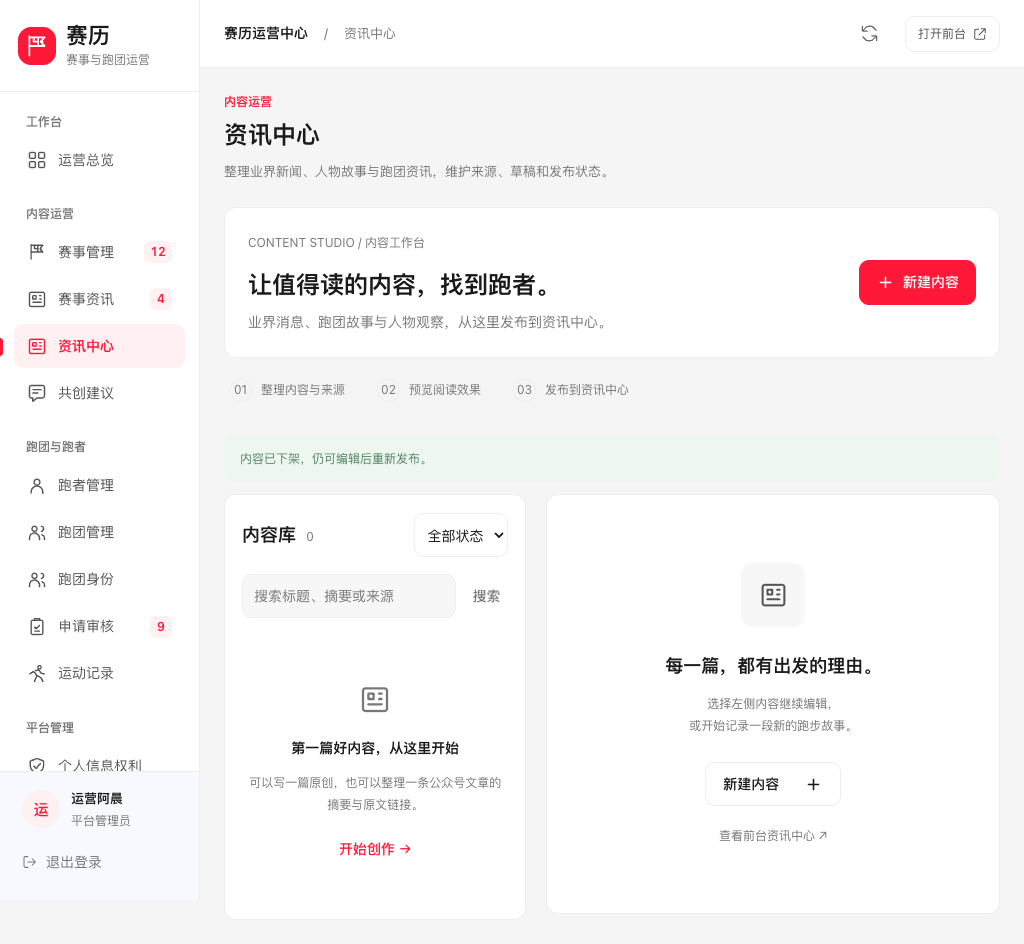 赛历
赛事与跑团运营
工作台
运营总览
内容运营
赛事管理 12
赛事资讯 4
资讯中心
共创建议
跑团与跑者
跑者管理
跑团管理
跑团身份
申请审核 9
运动记录
平台管理
个人信息权利
运 运营阿晨
平台管理员
退出登录
赛历运营中心 / 资讯中心
打开前台
内容运营
资讯中心
整理业界新闻、人物故事与跑团资讯，维护来源、草稿和发布状态。
CONTENT STUDIO / 内容工作台
让值得读的内容，找到跑者。
业界消息、跑团故事与人物观察，从这里发布到资讯中心。
＋ 新建内容
01 整理内容与来源 02 预览阅读效果 03 发布到资讯中心
内容已下架，仍可编辑后重新发布。
内容库 0 全部状态
搜索标题、摘要或来源 搜索
第一篇好内容，从这里开始
可以写一篇原创，也可以整理一条公众号文章的
摘要与原文链接。
开始创作 →
每一篇，都有出发的理由。
选择左侧内容继续编辑，
或开始记录一段新的跑步故事。
新建内容 ＋
查看前台资讯中心 ↗